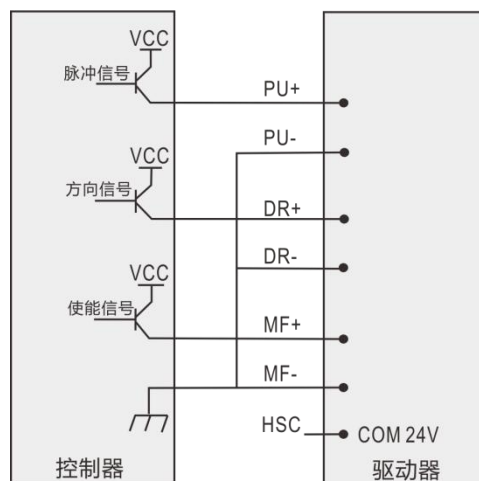 VCC
脉冲信号
PU+
PU-
VCC
方向信号
DR+
DR-
VCC
使能信号
MF+
MF-
HSC
COM 24V
控制器
驱动器